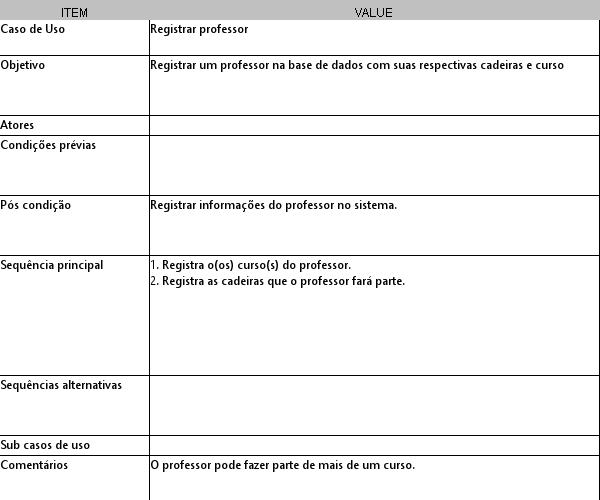 ITEM VALUE
Caso de Uso Registrar professor
Objetivo Registrar um professor na base de dados com suas respectivas cadeiras e curso
Atores
Condições prévias
Pós condição Registrar informações do professor no sistema.
Sequência principal 1. Registra o(os) curso(s) do professor.
2. Registra as cadeiras que o professor fará parte.
Sequências alternativas
Sub casos de uso
Comentários O professor pode fazer parte de mais de um curso.